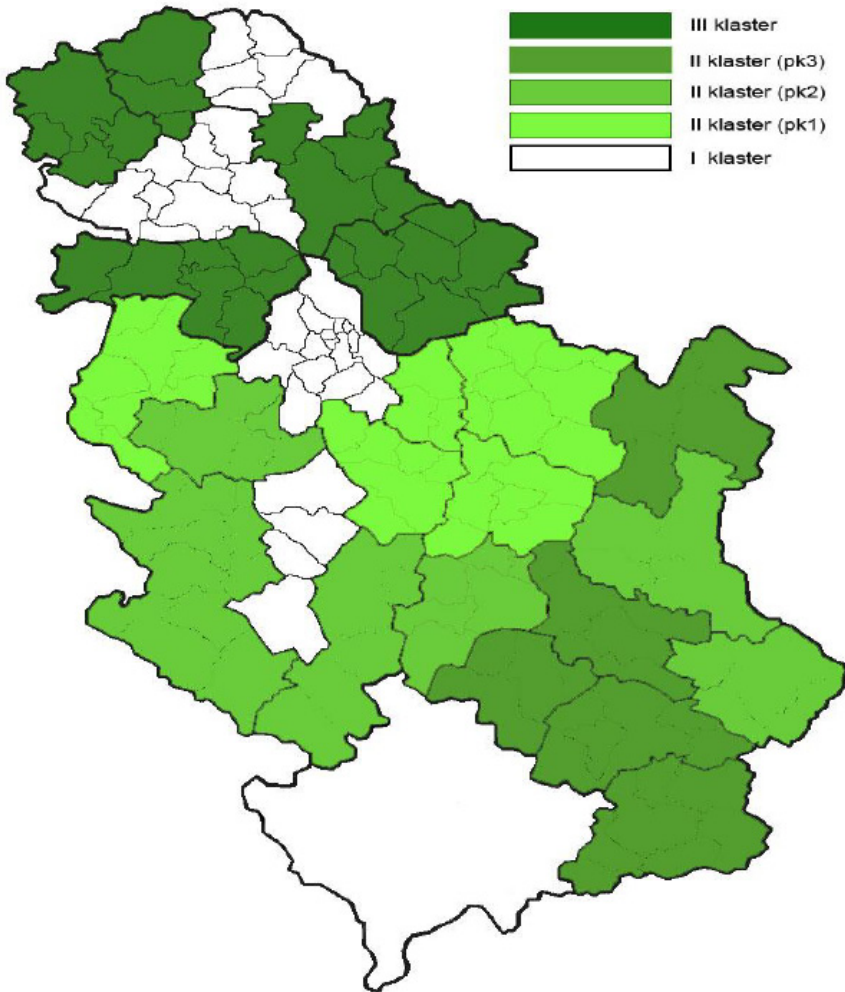 III klaster
II klaster (pk3)
II klaster (pk2)
II klaster (pk1)
I klaster